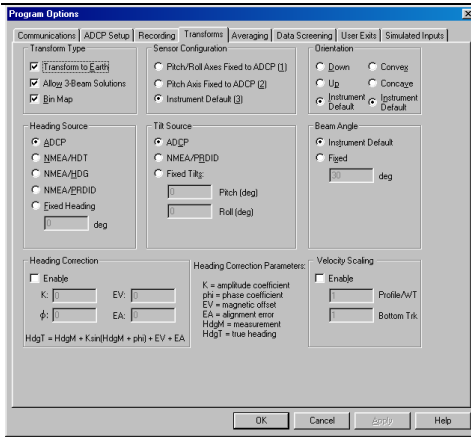 Program Options
Communications ADCP Setup Recording Transforms Averaging Data Screening User Exits Simulated Inputs
Transform Type
Transform to Earth
Allow 3-Beam Solutions
Bin Map
Sensor Configuration
Pitch/Roll Axes Fixed to ADCP (1)
Pitch Axis Fixed to ADCP (2)
Instrument Default (3)
Orientation
Down Convex
Up Concave
Instrument Default Instrument Default
Heading Source
ADCP
NMEA/HDT
NMEA/HDG
NMEA/PRDID
Fixed Heading
0 deg
Tilt Source
ADCP
NMEA/PRDID
Fixed Tilts:
0 Pitch (deg)
0 Roll (deg)
Beam Angle
Instrument Default
Fixed
30 deg
Heading Correction
Enable
K: 0 EV: 0
ϕ: 0 EA: 0
HdgT = HdgM + Ksin(HdgM + phi) + EV + EA
Heading Correction Parameters:
K = amplitude coefficient
phi = phase coefficient
EV = magnetic offset
EA = alignment error
HdgM = measurement
HdgT = true heading
Velocity Scaling
Enable
1 Profile/WT
1 Bottom Trk
OK Cancel Apply Help